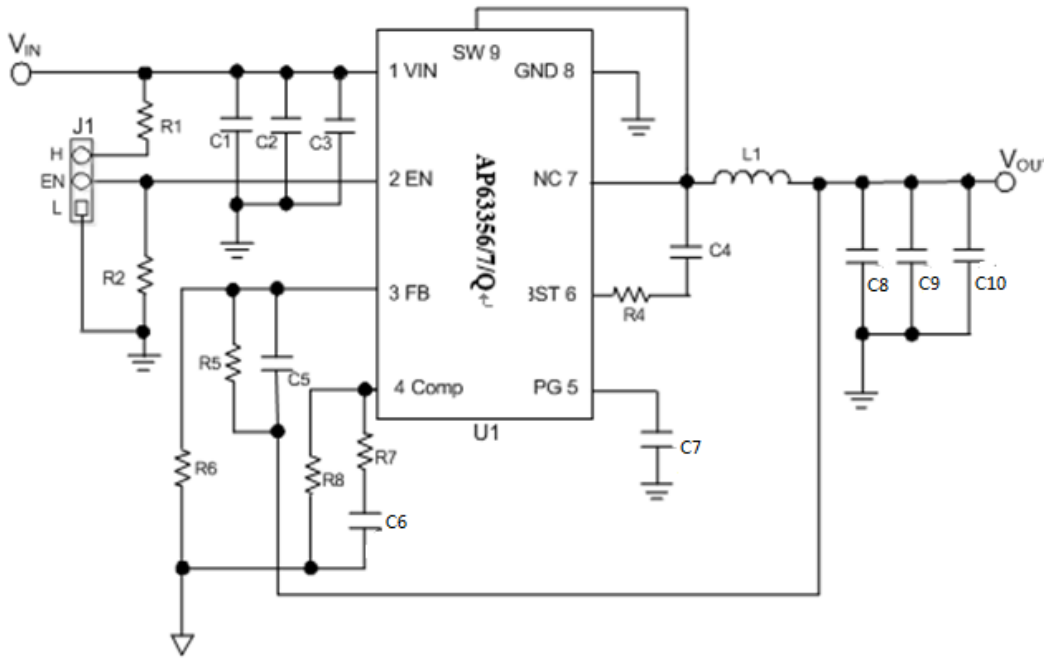 VIN
SW 9
1 VIN
GND 8
J1
R1
C1
C2
C3
H
EN
L
2 EN
NC 7
L1
VOU
AP63356/7/Q
R2
C4
3 FB
3ST 6
R4
C8
C9
C10
R5
C5
4 Comp
PG 5
U1
R6
R8
R7
C7
C6